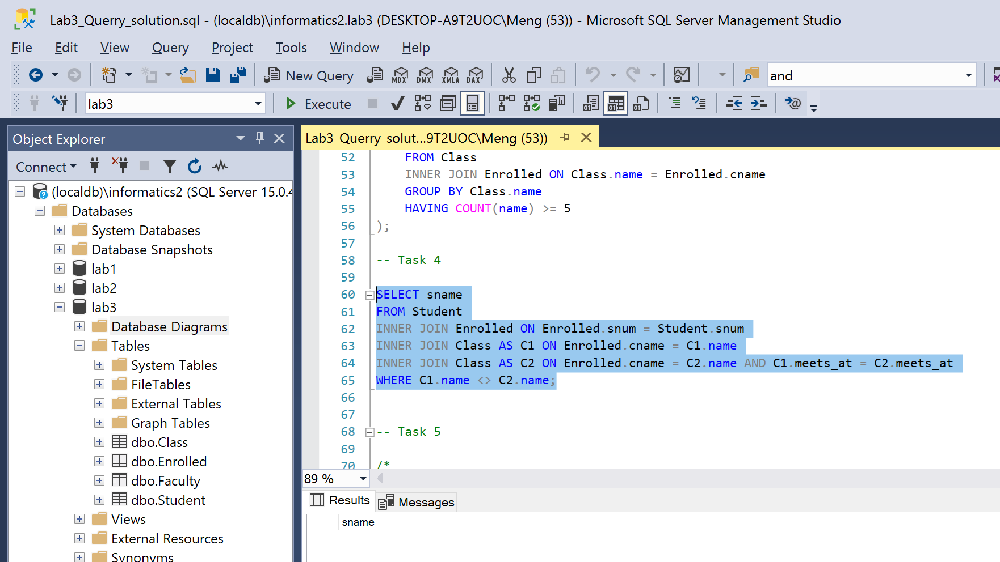 Lab3_Querry_solution.sql - (localdb)\informatics2.lab3 (DESKTOP-A9T2UOC\Meng (53)) - Microsoft SQL Server Management Studio
File Edit View Query Project Tools Window Help
New Query MDX DMX XMLA DAX and
lab3 Execute
Object Explorer
Connect
(localdb)\informatics2 (SQL Server 15.0.4
Databases
System Databases
Database Snapshots
lab1
lab2
lab3
Database Diagrams
Tables
System Tables
FileTables
External Tables
Graph Tables
dbo.Class
dbo.Enrolled
dbo.Faculty
dbo.Student
Views
External Resources
Synonyms
Lab3_Querry_solut...9T2UOC\Meng (53))
52 FROM Class
53 INNER JOIN Enrolled ON Class.name = Enrolled.cname
54 GROUP BY Class.name
55 HAVING COUNT(name) >= 5
56 );
57
58 -- Task 4
59
60 SELECT sname
61 FROM Student
62 INNER JOIN Enrolled ON Enrolled.snum = Student.snum
63 INNER JOIN Class AS C1 ON Enrolled.cname = C1.name
64 INNER JOIN Class AS C2 ON Enrolled.cname = C2.name AND C1.meets_at = C2.meets_at
65 WHERE C1.name <> C2.name;
66
67
68 -- Task 5
69
70 /*
89 %
Results Messages
sname